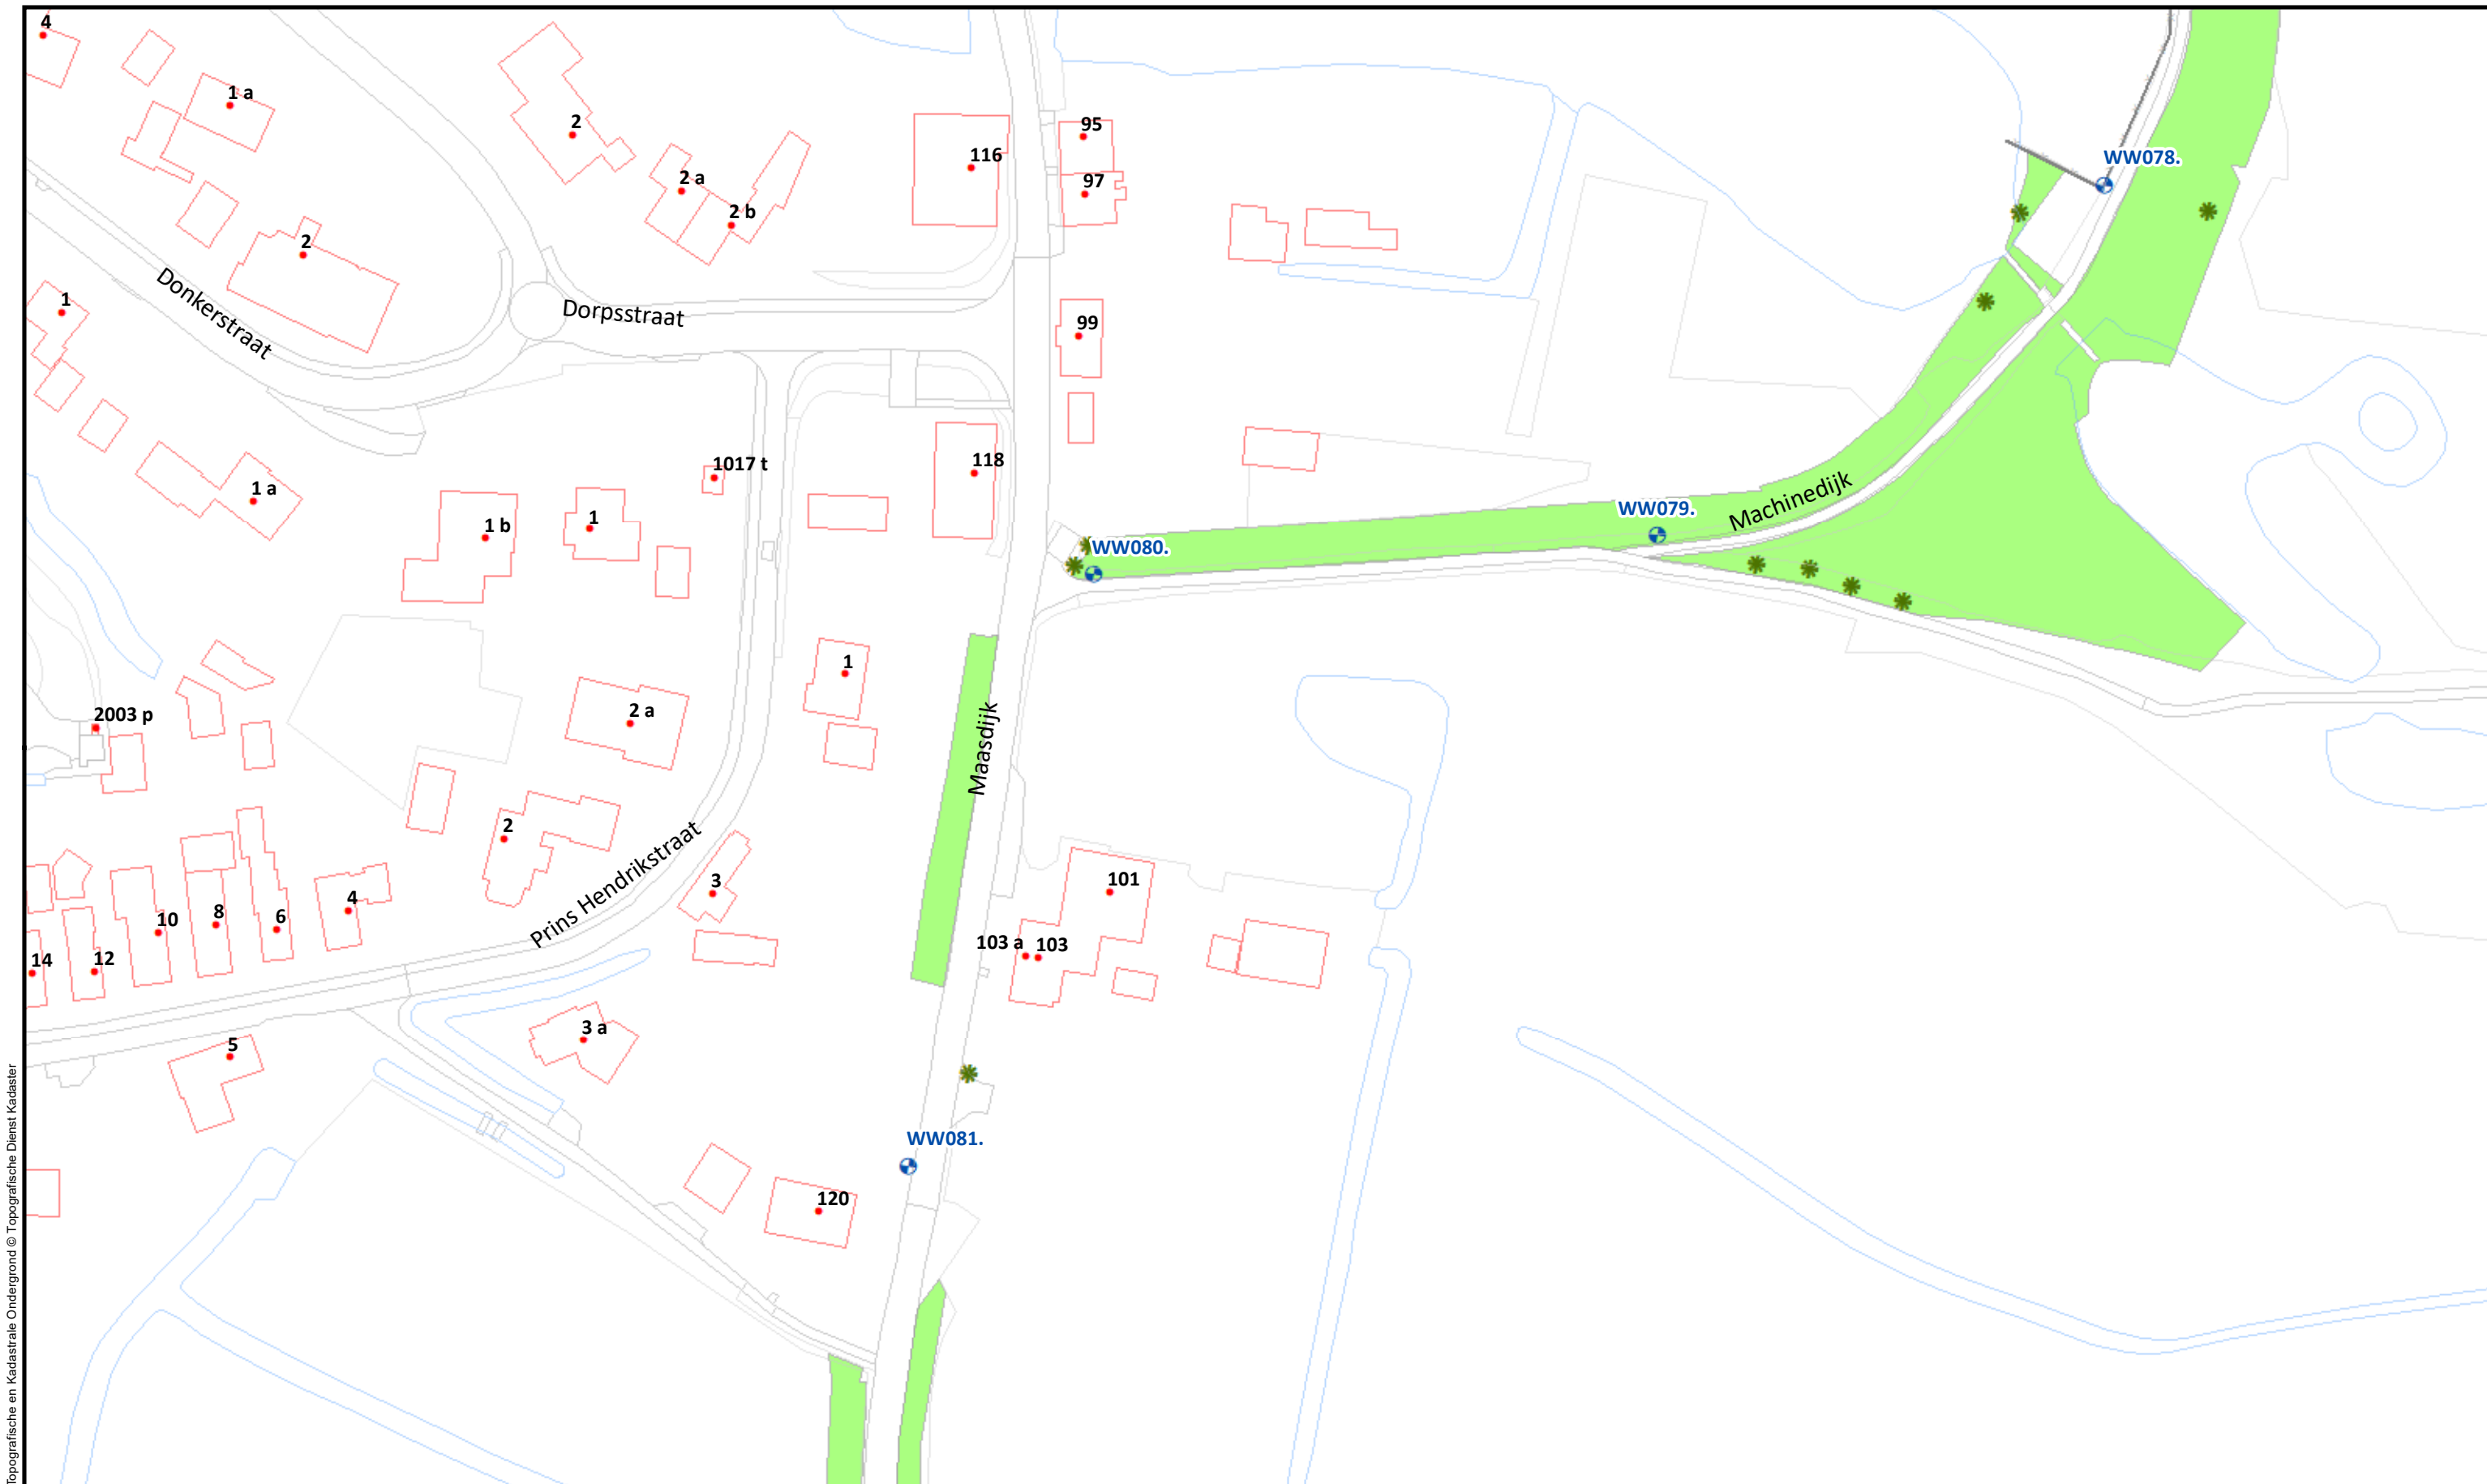 4
1 a
2
95
116
97
WW078.
2 a
2 b
2
1
Donkerstraat
Dorpsstraat
99
1017 t
118
1 a
1 b
1
Machinedijk
WW079.
WW080.
1
2 a
2003 p
Maasdijk
2
Prins Hendrikstraat
3
101
4
10
8
6
103 a
103
14
12
3 a
5
WW081.
120
Topografische en Kadastrale Ondergrond © Topografische Dienst Kadaster